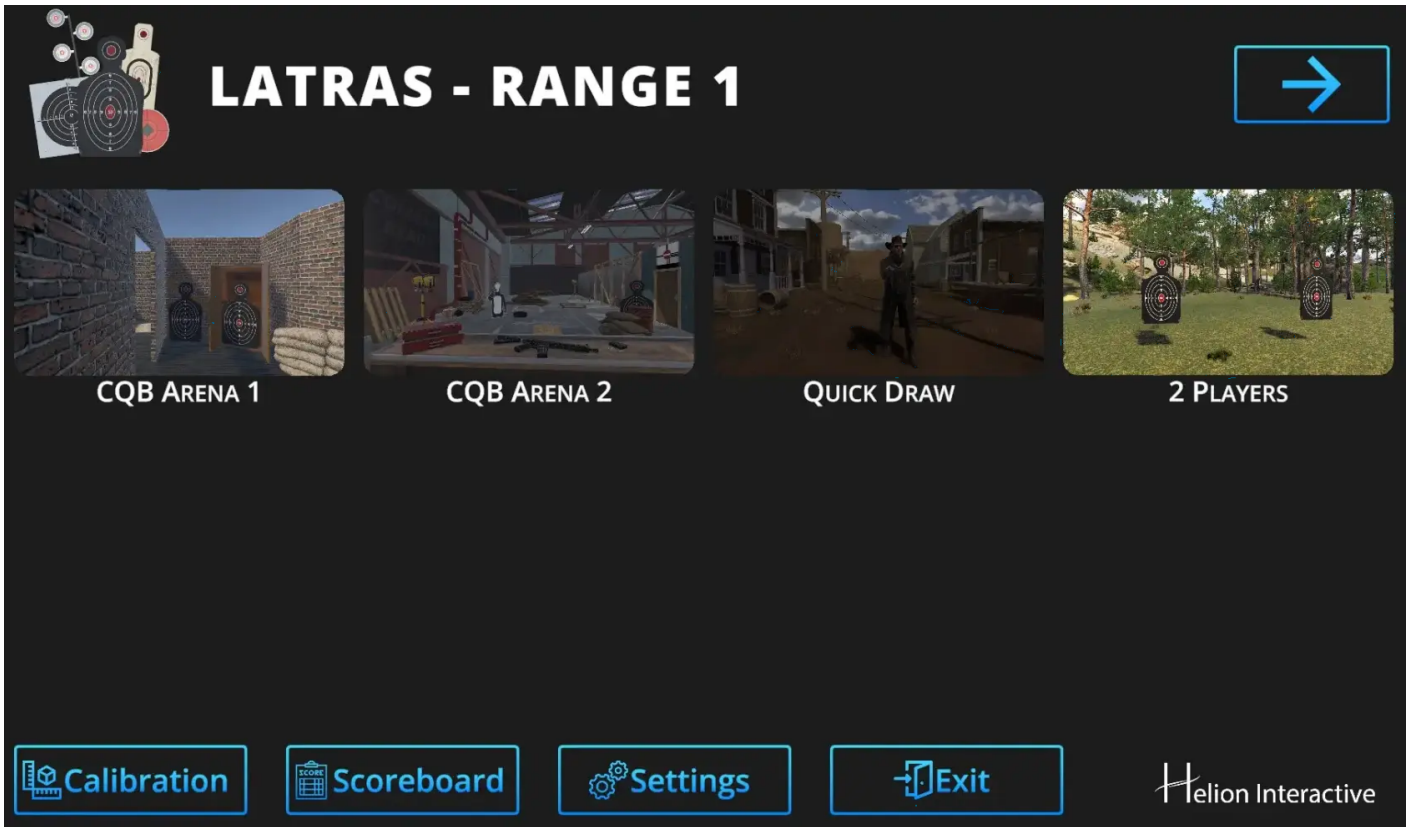 LATRAS - RANGE 1
CQB ARENA 1
CQB ARENA 2
QUICK DRAW
2 PLAYERS
Calibration
SCORE
Scoreboard
Settings
Exit
Helion Interactive